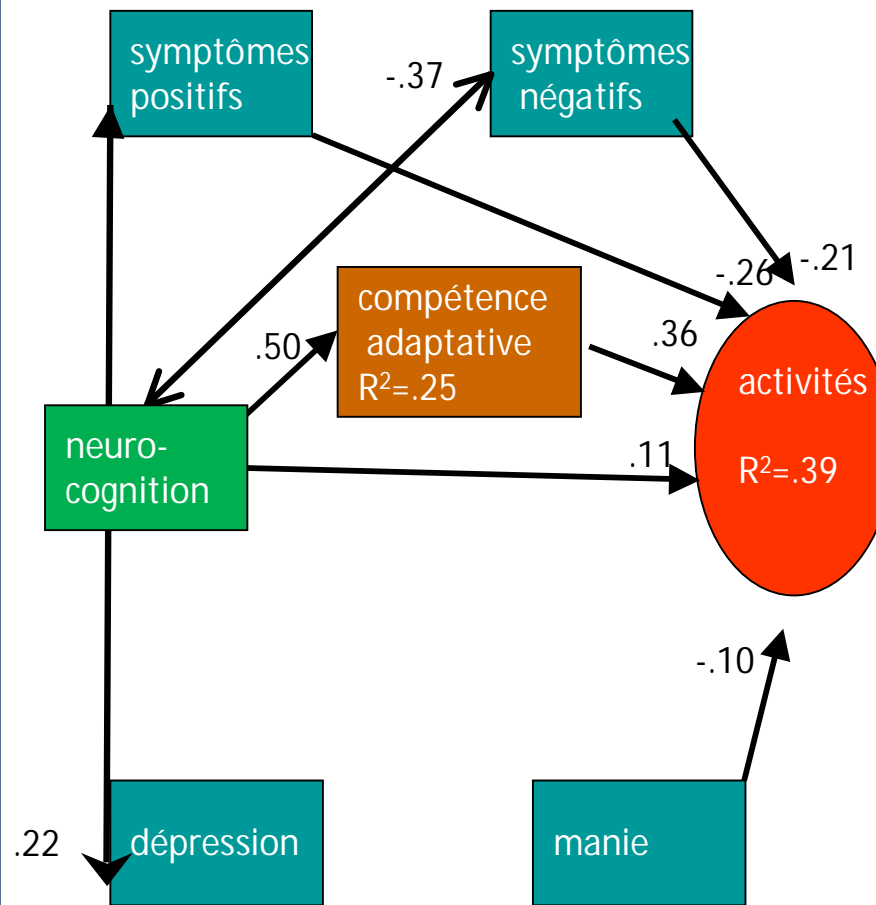 symptômes
positifs
-.37
symptômes
négatifs
-.26
-.21
compétence
adaptative
R²=.25
.50
.36
activités
R²=.39
neuro-
cognition
.11
-.10
.22
dépression
manie